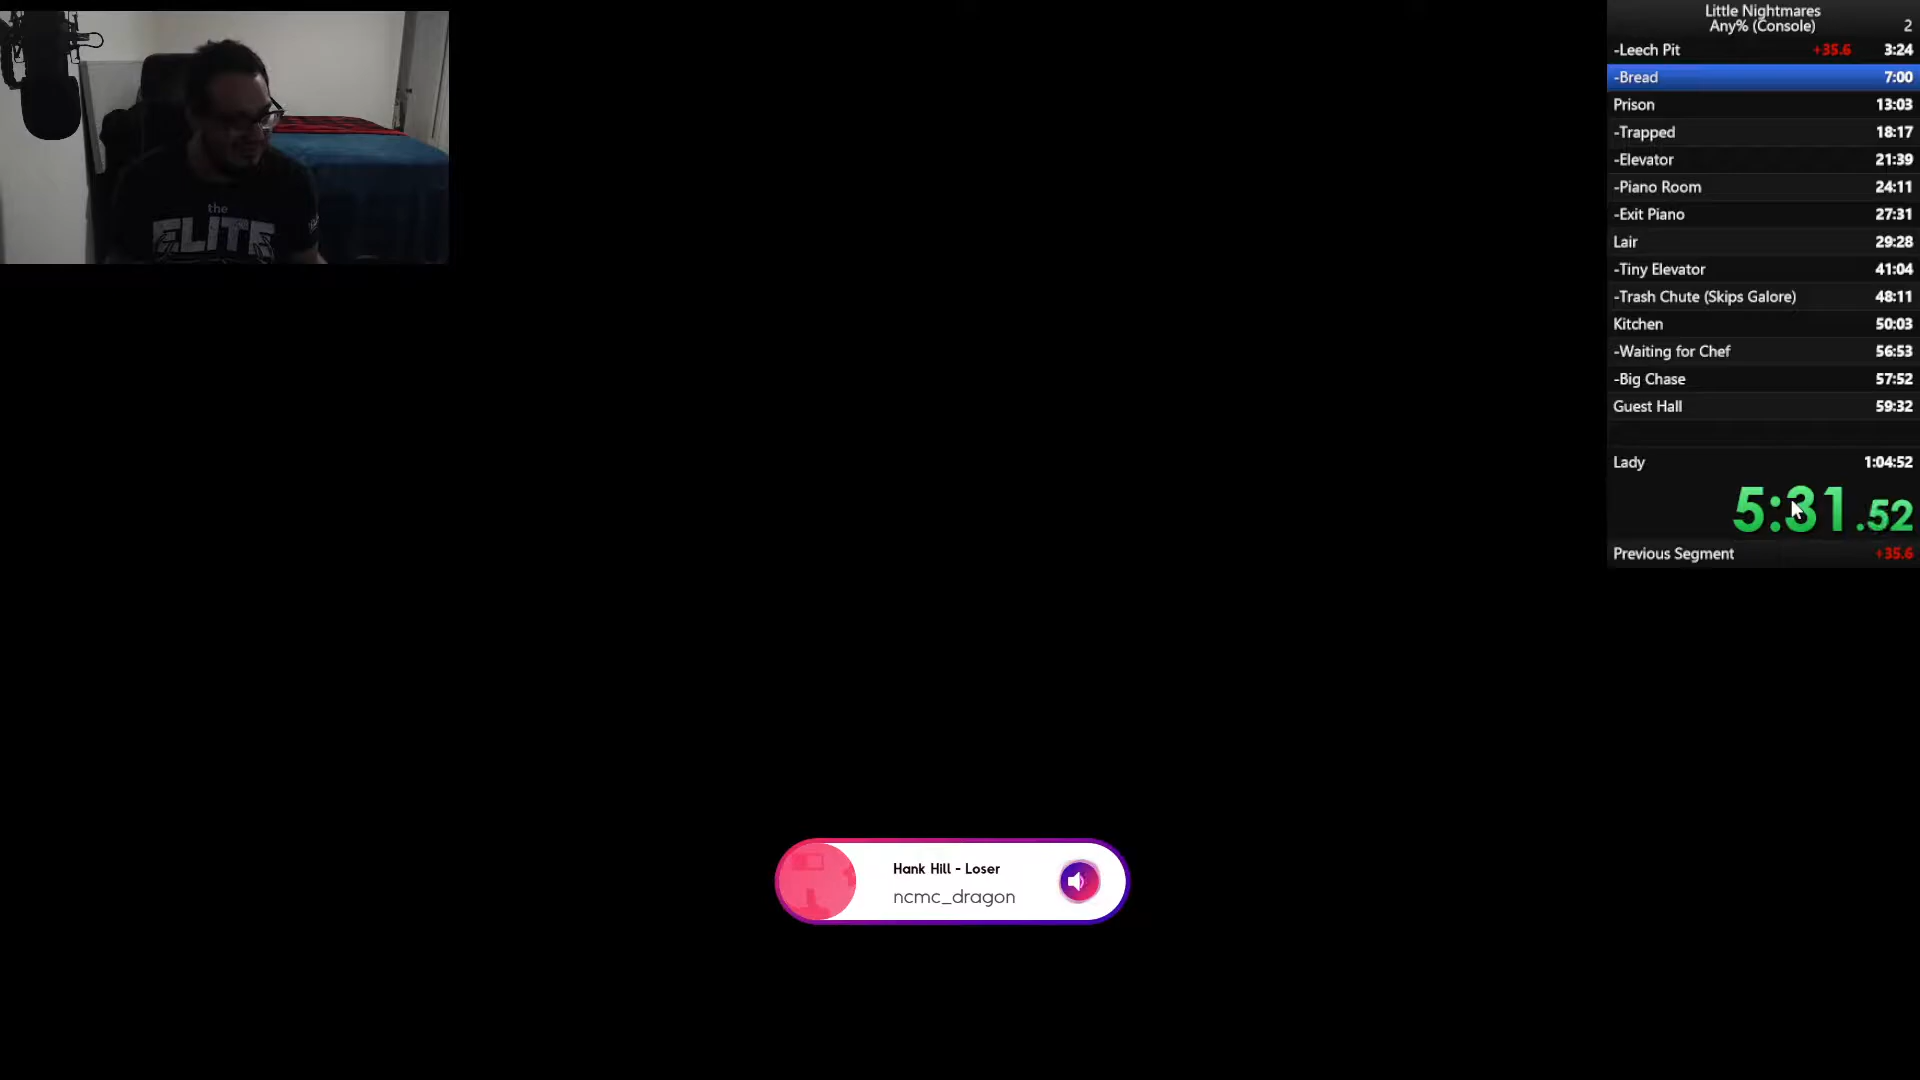 the
ELITE
Little Nightmares
Any% (Console) 2
-Leech Pit +35.6 3:24
-Bread 7:00
Prison 13:03
-Trapped 18:17
-Elevator 21:39
-Piano Room 24:11
-Exit Piano 27:31
Lair 29:28
-Tiny Elevator 41:04
-Trash Chute (Skips Galore) 48:11
Kitchen 50:03
-Waiting for Chef 56:53
-Big Chase 57:52
Guest Hall 59:32
Lady 1:04:52
5:31.52
Previous Segment +35.6
Hank Hill - Loser
ncmc_dragon